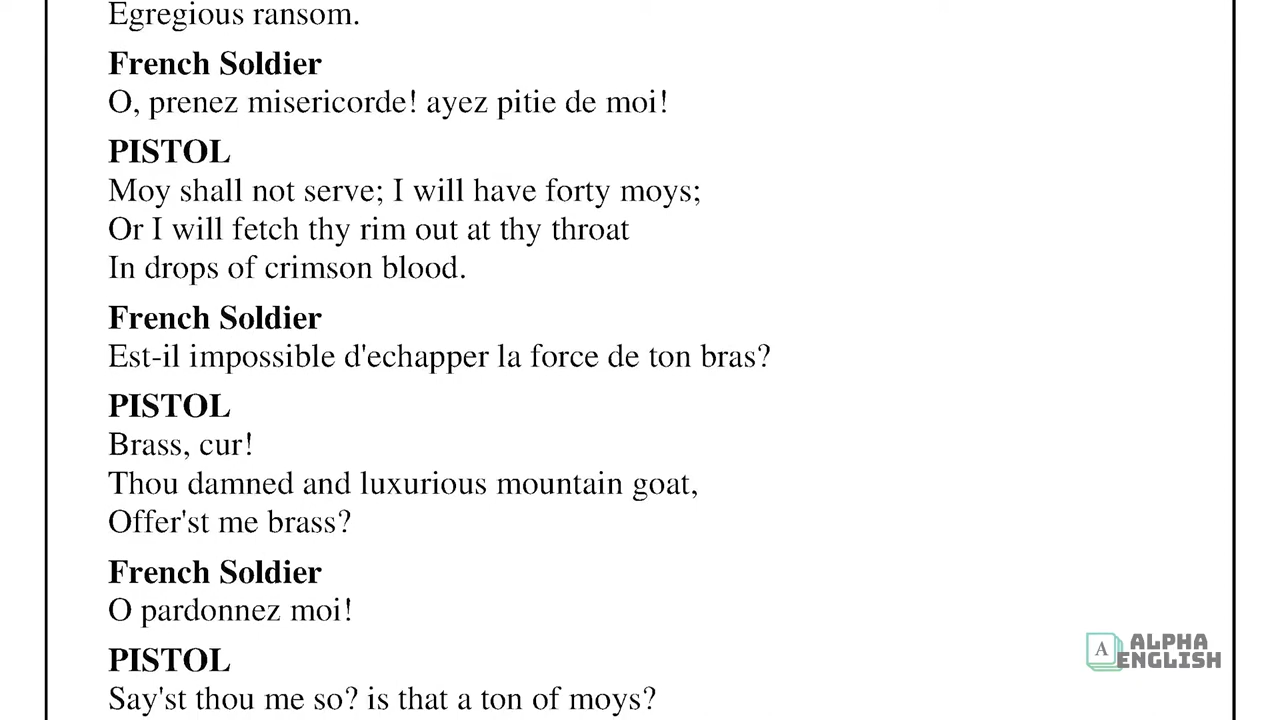 Egregious ransom.
French Soldier
O, prenez misericorde! ayez pitie de moi!
PISTOL
Moy shall not serve; I will have forty moys;
Or I will fetch thy rim out at thy throat
In drops of crimson blood.
French Soldier
Est-il impossible d'echapper la force de ton bras?
PISTOL
Brass, cur!
Thou damned and luxurious mountain goat,
Offer'st me brass?
French Soldier
O pardonnez moi!
PISTOL
Say'st thou me so? is that a ton of moys?
A ALPHA
ENGLISH